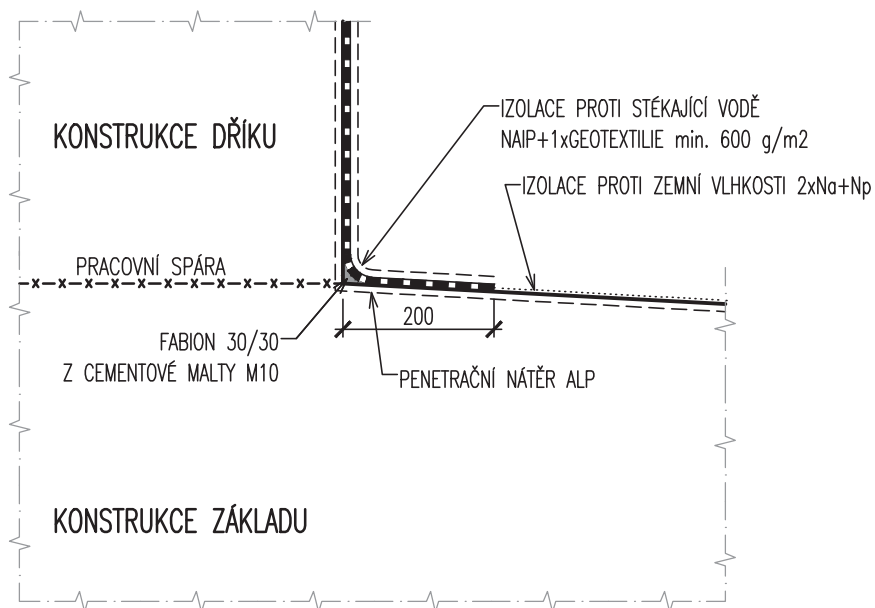 KONSTRUKCE DŘÍKU
IZOLACE PROTI STÉKAJÍCÍ VODĚ
NAIP+1xGEOTEXTILIE min. 600 g/m2
IZOLACE PROTI ZEMNÍ VLHKOSTI 2xNa+Np
PRACOVNÍ SPÁRA
200
FABION 30/30
Z CEMENTOVÉ MALTY M10
PENETRAČNÍ NÁTĚR ALP
KONSTRUKCE ZÁKLADU